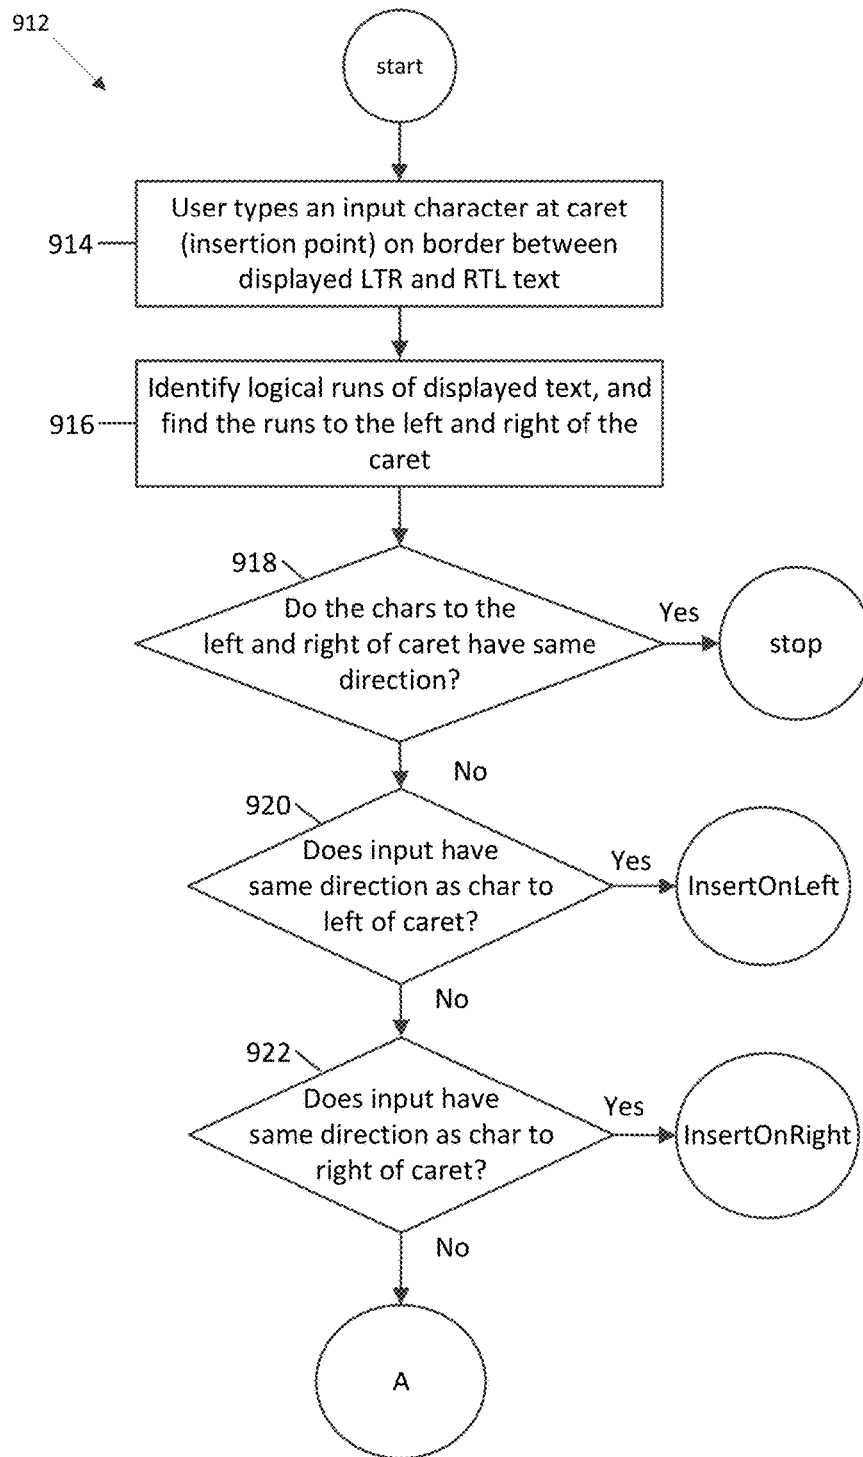 912
start
User types an input character at caret
914
(insertion point) on border between
displayed LTR and RTL text
Identify logical runs of displayed text, and
916
find the runs to the left and right of the
caret
918
Do the chars to the
left and right of caret have same
direction?
Yes
stop
No
920
Does input have
same direction as char to
left of caret?
Yes
InsertOnLeft
No
922
Does input have
same direction as char to
right of caret?
Yes
InsertOnRight
No
A